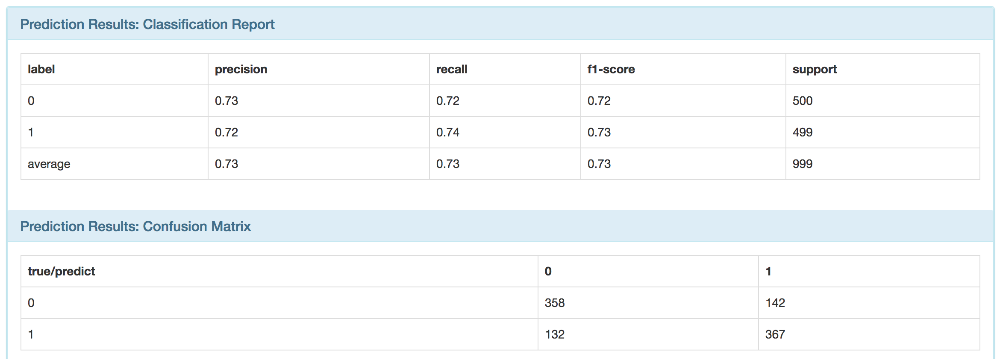 Prediction Results: Classification Report
label precision recall f1-score support
0 0.73 0.72 0.72 500
1 0.72 0.74 0.73 499
average 0.73 0.73 0.73 999
Prediction Results: Confusion Matrix
true/predict 0 1
0 358 142
1 132 367